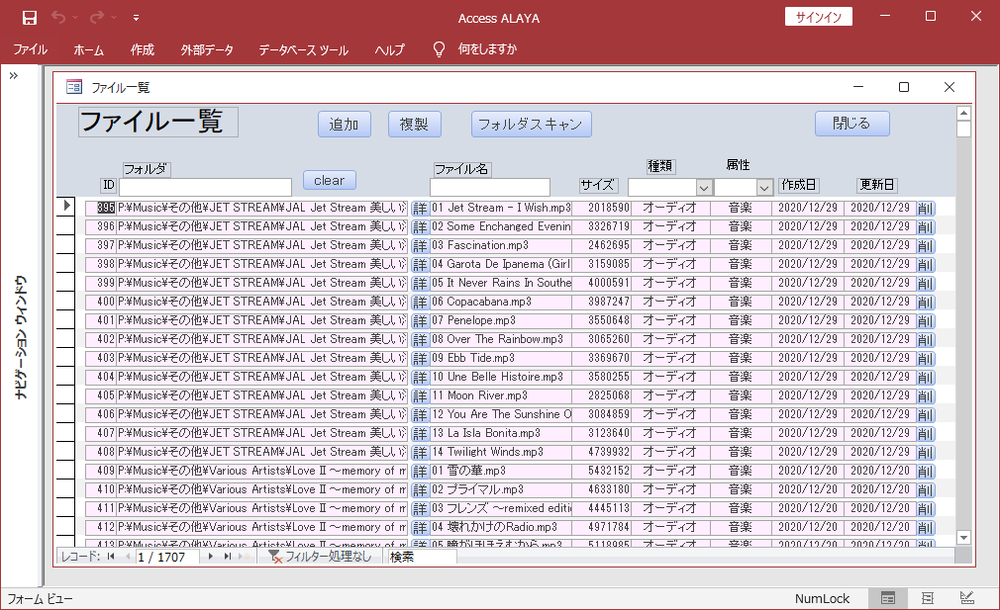 Access ALAYA
サインイン
ファイル ホーム 作成 外部データ データベース ツール ヘルプ 何をしますか
»
ナビゲーション ウィンドウ
ファイル一覧
ファイル一覧 追加 複製 フォルダスキャン 閉じる
ID フォルダ clear ファイル名 サイズ 種類 属性 作成日 更新日
395 P:¥Music¥その他¥JET STREAM¥JAL Jet Stream 美しい 詳 01 Jet Stream - I Wish.mp3 2018590 オーディオ 音楽 2020/12/29 2020/12/29 削
396 P:¥Music¥その他¥JET STREAM¥JAL Jet Stream 美しい 詳 02 Some Enchanged Evenin 3326719 オーディオ 音楽 2020/12/29 2020/12/29 削
397 P:¥Music¥その他¥JET STREAM¥JAL Jet Stream 美しい 詳 03 Fascination.mp3 2462695 オーディオ 音楽 2020/12/29 2020/12/29 削
398 P:¥Music¥その他¥JET STREAM¥JAL Jet Stream 美しい 詳 04 Garota De Ipanema (Girl 3159085 オーディオ 音楽 2020/12/29 2020/12/29 削
399 P:¥Music¥その他¥JET STREAM¥JAL Jet Stream 美しい 詳 05 It Never Rains In Southe 4000591 オーディオ 音楽 2020/12/29 2020/12/29 削
400 P:¥Music¥その他¥JET STREAM¥JAL Jet Stream 美しい 詳 06 Copacabana.mp3 3987247 オーディオ 音楽 2020/12/29 2020/12/29 削
401 P:¥Music¥その他¥JET STREAM¥JAL Jet Stream 美しい 詳 07 Penelope.mp3 3550648 オーディオ 音楽 2020/12/29 2020/12/29 削
402 P:¥Music¥その他¥JET STREAM¥JAL Jet Stream 美しい 詳 08 Over The Rainbow.mp3 3065260 オーディオ 音楽 2020/12/29 2020/12/29 削
403 P:¥Music¥その他¥JET STREAM¥JAL Jet Stream 美しい 詳 09 Ebb Tide.mp3 3369670 オーディオ 音楽 2020/12/29 2020/12/29 削
404 P:¥Music¥その他¥JET STREAM¥JAL Jet Stream 美しい 詳 10 Une Belle Histoire.mp3 3580255 オーディオ 音楽 2020/12/29 2020/12/29 削
405 P:¥Music¥その他¥JET STREAM¥JAL Jet Stream 美しい 詳 11 Moon River.mp3 2825068 オーディオ 音楽 2020/12/29 2020/12/29 削
406 P:¥Music¥その他¥JET STREAM¥JAL Jet Stream 美しい 詳 12 You Are The Sunshine O 3084859 オーディオ 音楽 2020/12/29 2020/12/29 削
407 P:¥Music¥その他¥JET STREAM¥JAL Jet Stream 美しい 詳 13 La Isla Bonita.mp3 3123640 オーディオ 音楽 2020/12/29 2020/12/29 削
408 P:¥Music¥その他¥JET STREAM¥JAL Jet Stream 美しい 詳 14 Twilight Winds.mp3 4739932 オーディオ 音楽 2020/12/29 2020/12/29 削
409 P:¥Music¥その他¥Various Artists¥Love Ⅱ ～memory of m 詳 01 雪の華.mp3 5432152 オーディオ 音楽 2020/12/20 2020/12/20 削
410 P:¥Music¥その他¥Various Artists¥Love Ⅱ ～memory of m 詳 02 プライマル.mp3 4633180 オーディオ 音楽 2020/12/20 2020/12/20 削
411 P:¥Music¥その他¥Various Artists¥Love Ⅱ ～memory of m 詳 03 フレンズ ～remixed editi 4445113 オーディオ 音楽 2020/12/20 2020/12/20 削
412 P:¥Music¥その他¥Various Artists¥Love Ⅱ ～memory of m 詳 04 壊れかけのRadio.mp3 4971784 オーディオ 音楽 2020/12/20 2020/12/20 削
413 P:¥Music¥その他¥Various Artists¥Love Ⅱ ～memory of m 詳 05 瞳がほほえむから.mp3 5118985 オーディオ 音楽 2020/12/20 2020/12/20 削
レコード: 1 / 1707 フィルター処理なし 検索
フォーム ビュー NumLock